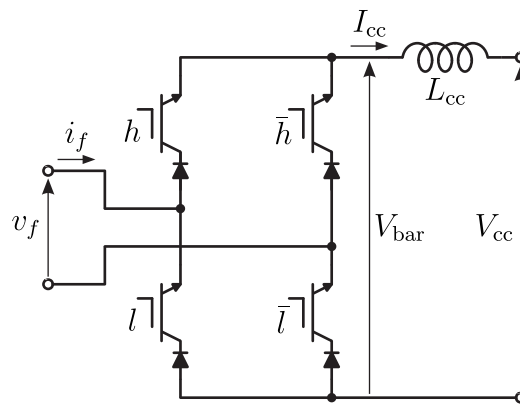 I_cc
L_cc
h
h̄
i_f
v_f
V_bar
V_cc
l
l̄